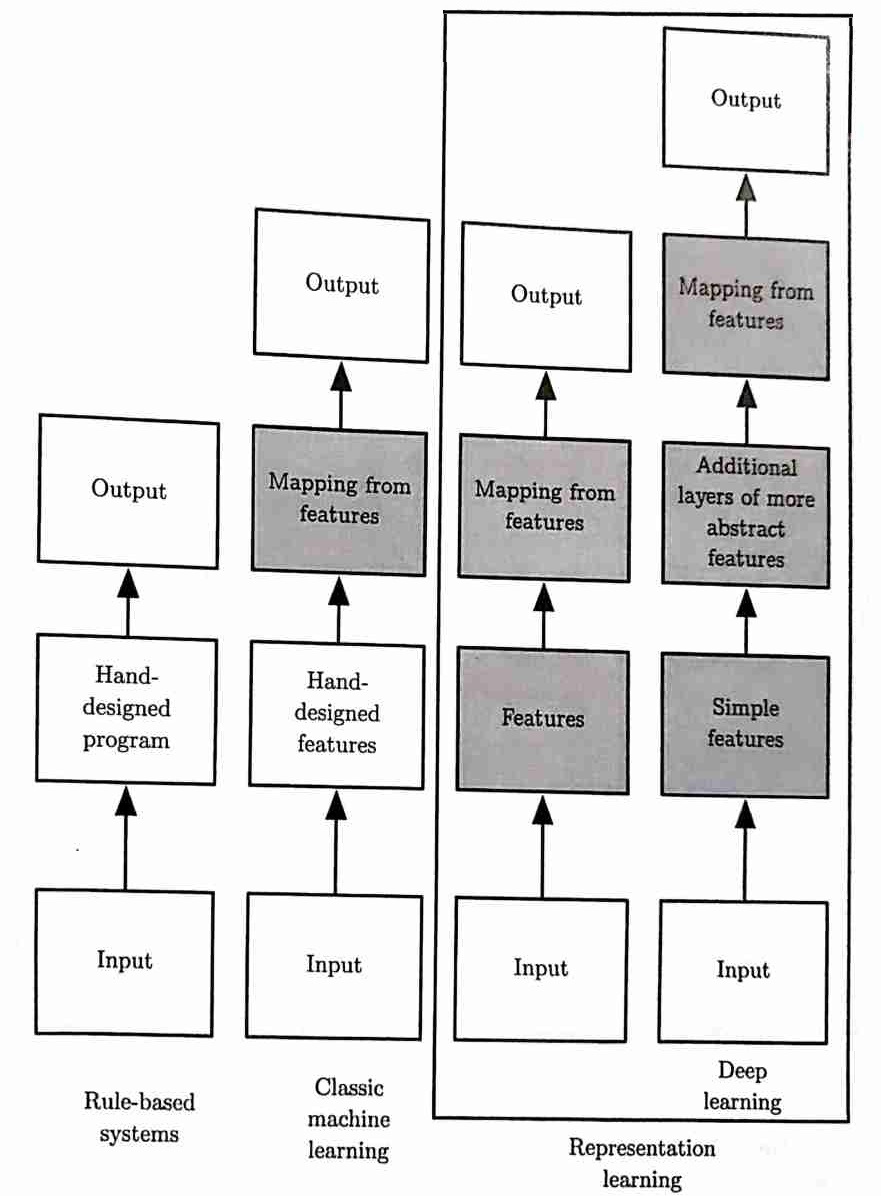 Output
Mapping from
features
Additional
layers of more
abstract
features
Simple
features
Input
Deep
learning
Output
Mapping from
features
Features
Input
Representation
learning
Output
Mapping from
features
Hand-
designed
features
Input
Classic
machine
learning
Output
Hand-
designed
program
Input
Rule-based
systems